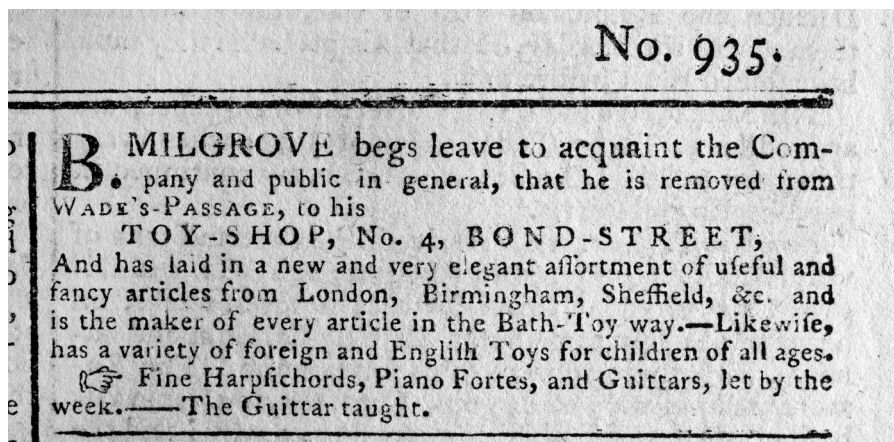 No. 935.
B. MILGROVE begs leave to acquaint the Com-
pany and public in general, that he is removed from
WADE'S-PASSAGE, to his
TOY-SHOP, No. 4, BOND-STREET,
And has laid in a new and very elegant aſſortment of uſeful and
fancy articles from London, Birmingham, Sheffield, &c. and
is the maker of every article in the Bath-Toy way.—Likewiſe,
has a variety of foreign and Engliſh Toys for children of all ages.
☞ Fine Harpſichords, Piano Fortes, and Guittars, let by the
week.——The Guittar taught.